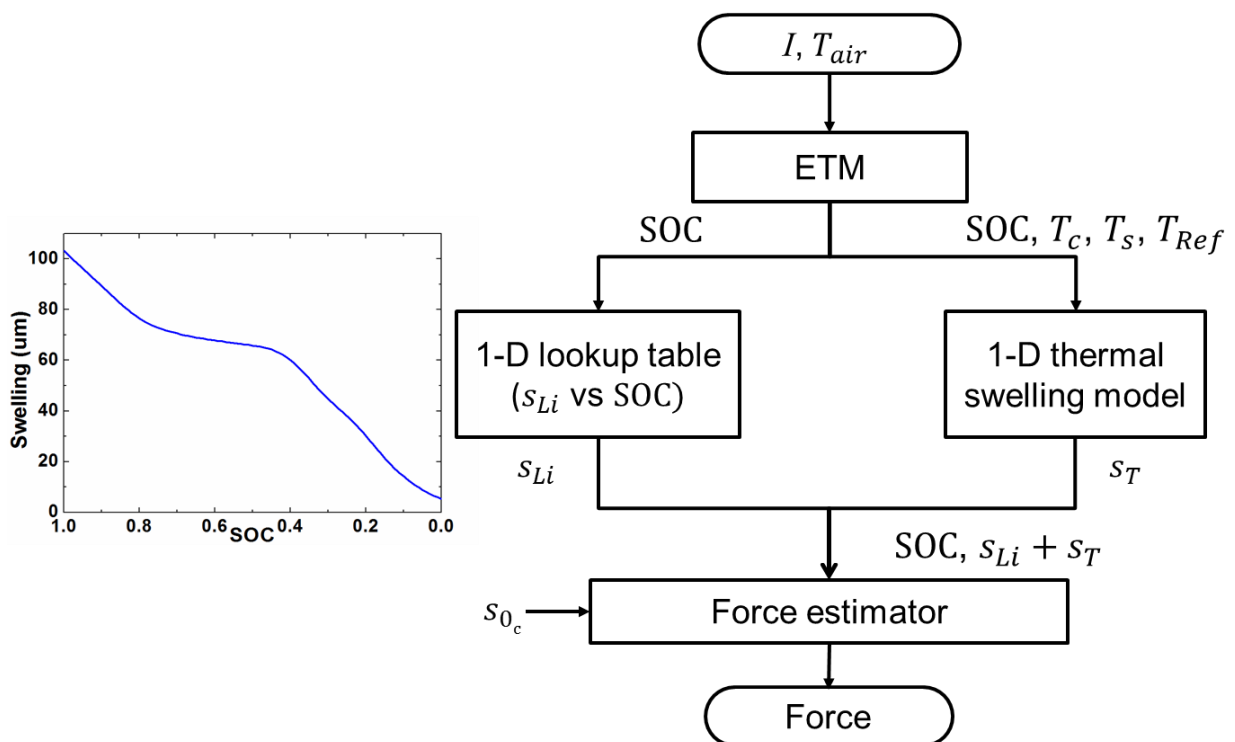 I, T_air
ETM
SOC
SOC, T_c, T_s, T_Ref
1-D lookup table
(s_Li vs SOC)
1-D thermal
swelling model
s_Li
s_T
SOC, s_Li + s_T
s_0_c
Force estimator
Force
Swelling (um)
100
80
60
40
20
0
1.0 0.8 0.6 0.4 0.2 0.0
SOC